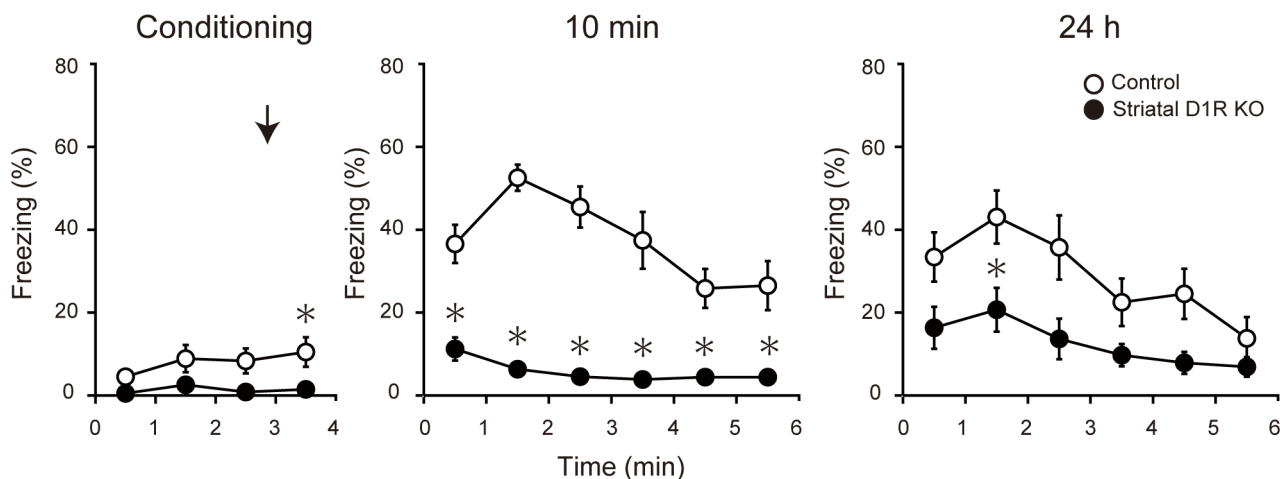 Conditioning
10 min
24 h
Freezing (%)
80
60
40
20
0
*
0 1 2 3 4
Freezing (%)
80
60
40
20
0
* * * * * *
0 1 2 3 4 5 6
Time (min)
Freezing (%)
80
60
40
20
0
*
0 1 2 3 4 5 6
Control
Striatal D1R KO